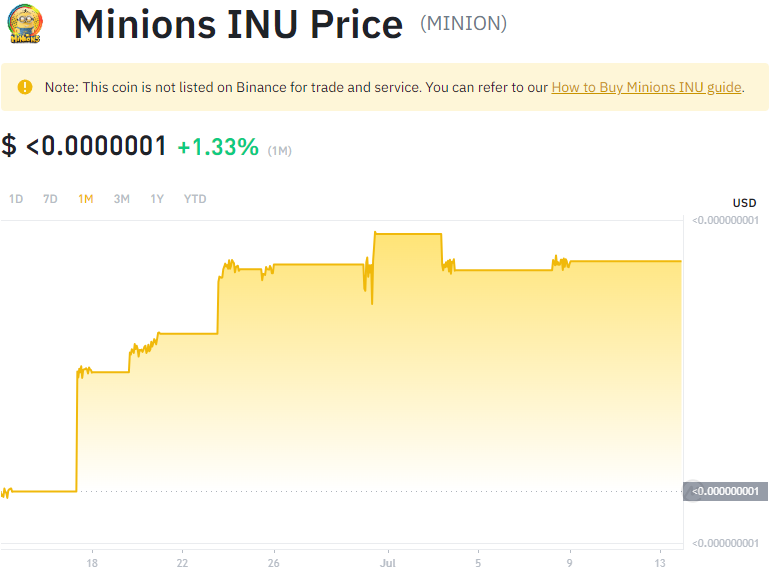 Minions INU Price (MINION)
Note: This coin is not listed on Binance for trade and service. You can refer to our How to Buy Minions INU guide.
$ <0.0000001 +1.33% (1M)
1D 7D 1M 3M 1Y YTD
USD
<0.000000001
<0.000000001
<0.000000001
18 22 26 Jul 5 9 13